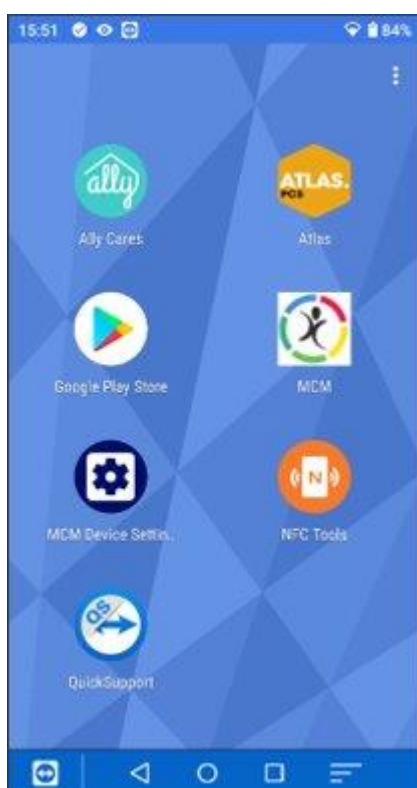 15:51
84%
ally
Ally Cares
ATLAS.
PCS
Atlas
Google Play Store
MCM
MCM Device Settin..
N
NFC Tools
QS
QuickSupport